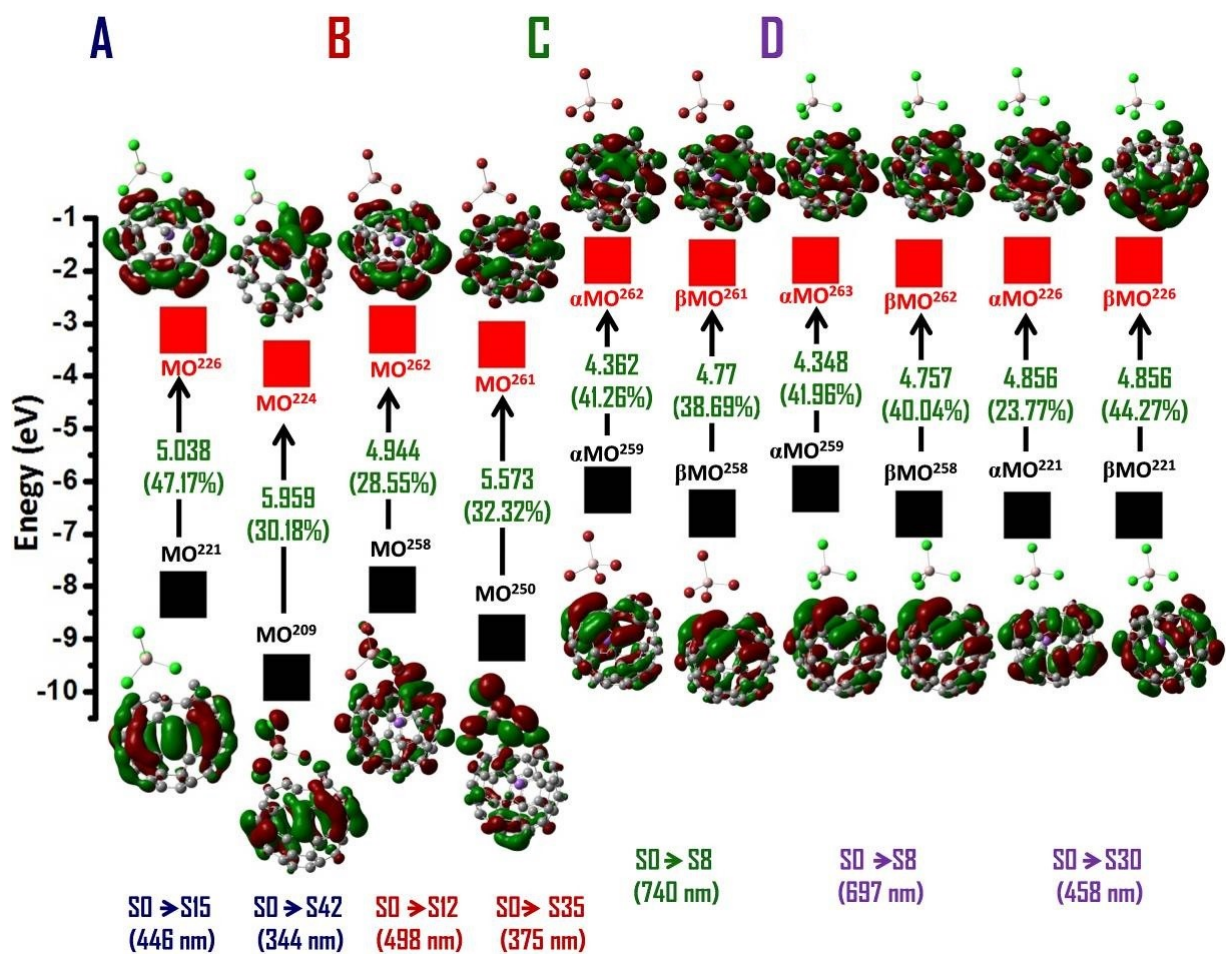 A B C D
Enegy (eV)
-1
-2
-3
-4
-5
-6
-7
-8
-9
-10
MO²²⁶
5.038
(47.17%)
MO²²¹
MO²²⁴
5.959
(30.18%)
MO²⁰⁹
MO²⁶²
4.944
(28.55%)
MO²⁵⁸
MO²⁶¹
5.573
(32.32%)
MO²⁵⁰
αMO²⁶²
4.362
(41.26%)
αMO²⁵⁹
βMO²⁶¹
4.77
(38.69%)
βMO²⁵⁸
αMO²⁶³
4.348
(41.96%)
αMO²⁵⁹
βMO²⁶²
4.757
(40.04%)
βMO²⁵⁸
αMO²²⁶
4.856
(23.77%)
αMO²²¹
βMO²²⁶
4.856
(44.27%)
βMO²²¹
S0 → S15
(446 nm)
S0 → S42
(344 nm)
S0 → S12
(498 nm)
S0 → S35
(375 nm)
S0 → S8
(740 nm)
S0 → S8
(697 nm)
S0 → S30
(458 nm)